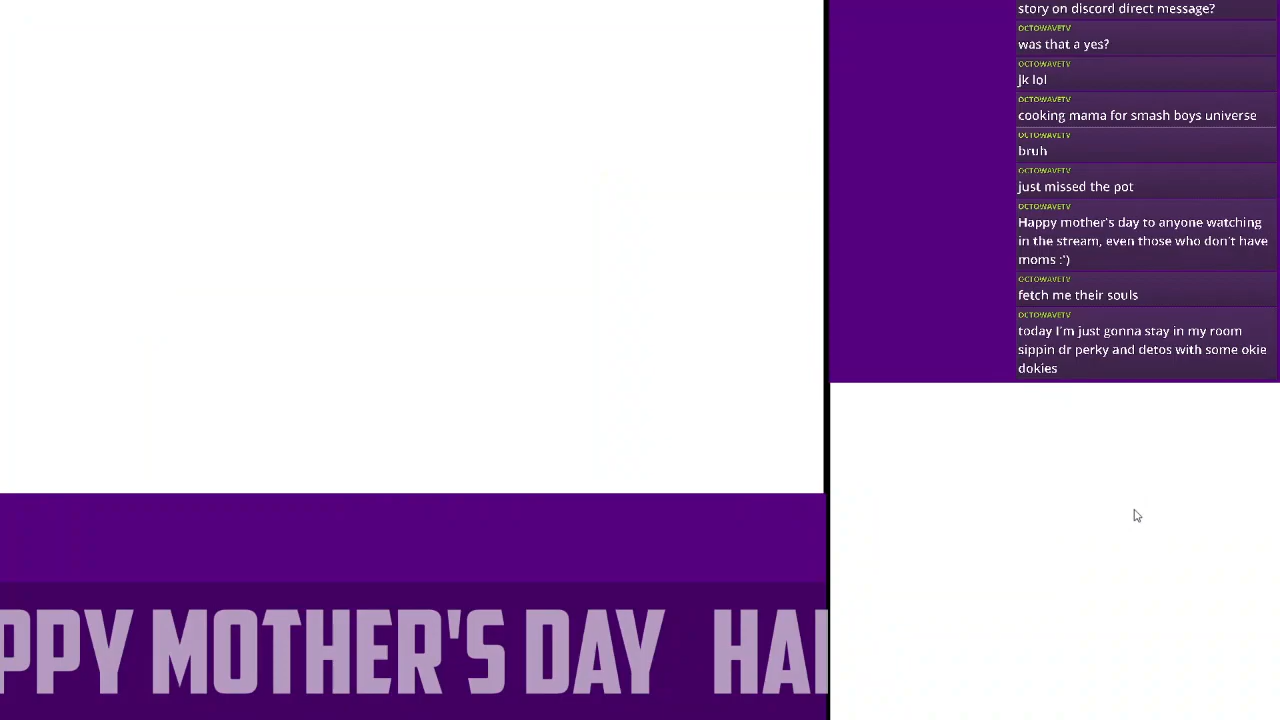 story on discord direct message?
OCTOWAVETV
was that a yes?
OCTOWAVETV
jk lol
OCTOWAVETV
cooking mama for smash boys universe
OCTOWAVETV
bruh
OCTOWAVETV
just missed the pot
OCTOWAVETV
Happy mother's day to anyone watching
in the stream, even those who don't have
moms :')
OCTOWAVETV
fetch me their souls
OCTOWAVETV
today I'm just gonna stay in my room
sippin dr perky and detos with some okie
dokies
PPY MOTHER'S DAY HAI